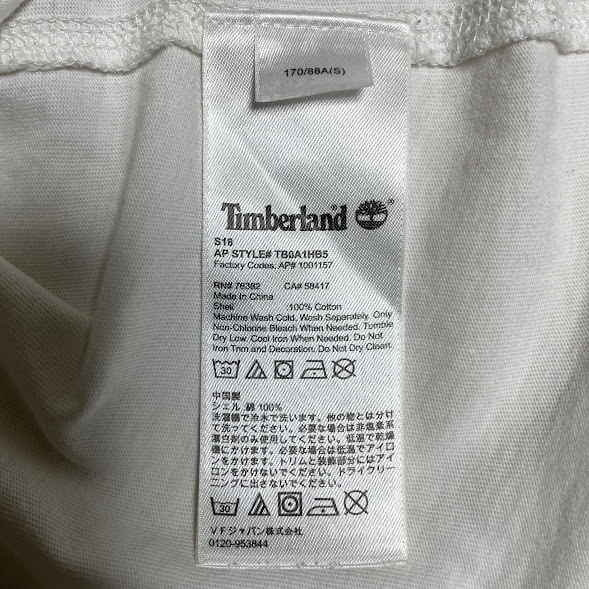 170/88A(S)
Timberland®
S18
AP STYLE# TB0A1HB5
Factory Codes: AP# 1001157
RN# 76382 CA# 58417
Made in China
Shell :100% Cotton
Machine Wash Cold. Wash Separately. Only
Non-Chlorine Bleach When Needed. Tumble
Dry Low. Cool Iron When Needed. Do Not
Iron Trim and Decoration. Do Not Dry Clean.
30
中国製
シェル :綿 100%
洗濯機で冷水で洗います。他の物とは分け
て洗ってください。必要な場合は非塩素系
漂白剤のみ使用してください。低温で乾燥
機にかけます。必要な場合は低温でアイロ
ンをかけます。トリムと装飾部分にはアイ
ロンをかけないでください。ドライクリー
ニングに出さないでください。
30
VFジャパン株式会社
0120-953844